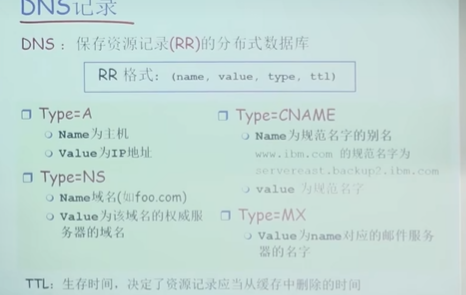 DNS记录
DNS : 保存资源记录(RR)的分布式数据库
RR 格式: (name, value, type, ttl)
Type=A
Name为主机
Value为IP地址
Type=NS
Name域名(如foo.com)
Value为该域名的权威服
务器的域名
Type=CNAME
Name为规范名字的别名
www.ibm.com 的规范名字为
servereast.backup2.ibm.com
value 为规范名字
Type=MX
Value为name对应的邮件服务
器的名字
TTL: 生存时间, 决定了资源记录应当从缓存中删除的时间